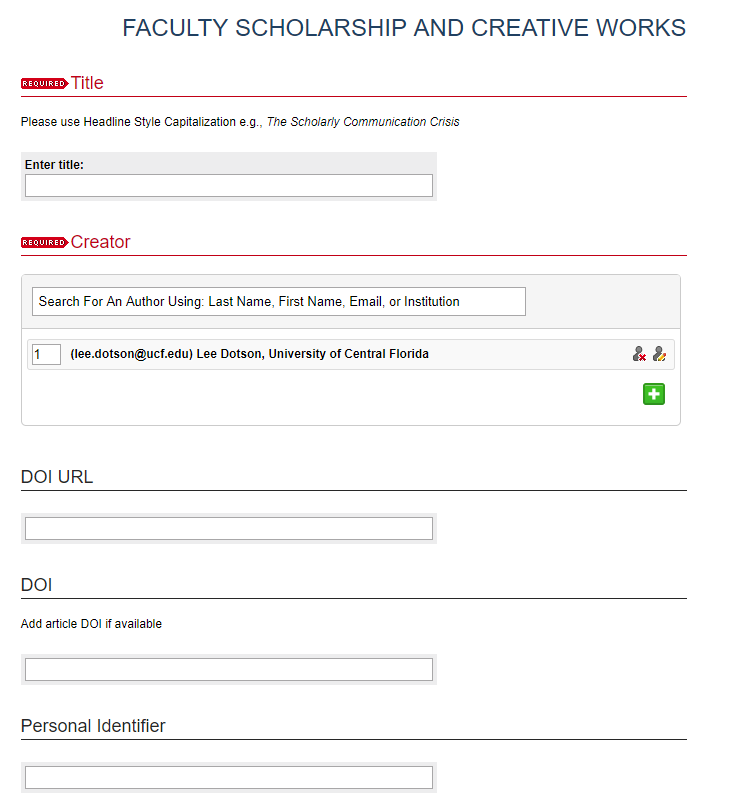 FACULTY SCHOLARSHIP AND CREATIVE WORKS
REQUIRED Title
Please use Headline Style Capitalization e.g., The Scholarly Communication Crisis
Enter title:
REQUIRED Creator
Search For An Author Using: Last Name, First Name, Email, or Institution
1 (lee.dotson@ucf.edu) Lee Dotson, University of Central Florida
DOI URL
DOI
Add article DOI if available
Personal Identifier